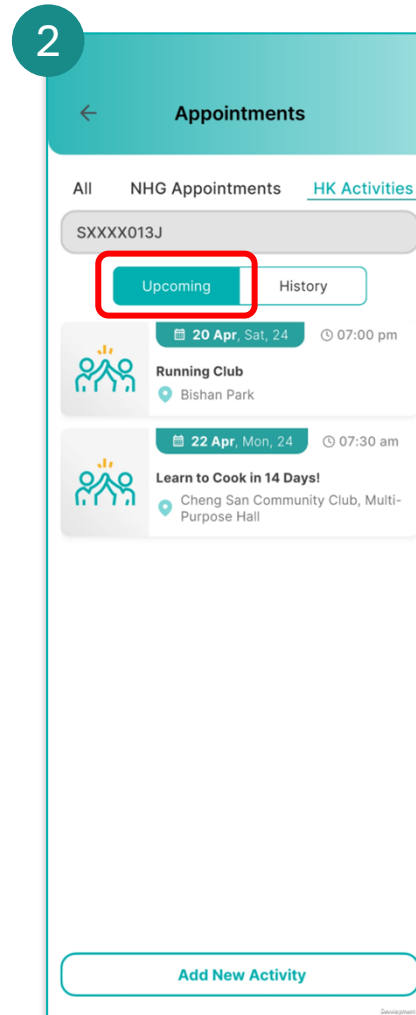 2
Appointments
All NHG Appointments HK Activities
SXXXX013J
Upcoming History
20 Apr, Sat, 24 07:00 pm
Running Club
Bishan Park
22 Apr, Mon, 24 07:30 am
Learn to Cook in 14 Days!
Cheng San Community Club, Multi-
Purpose Hall
Add New Activity
Development